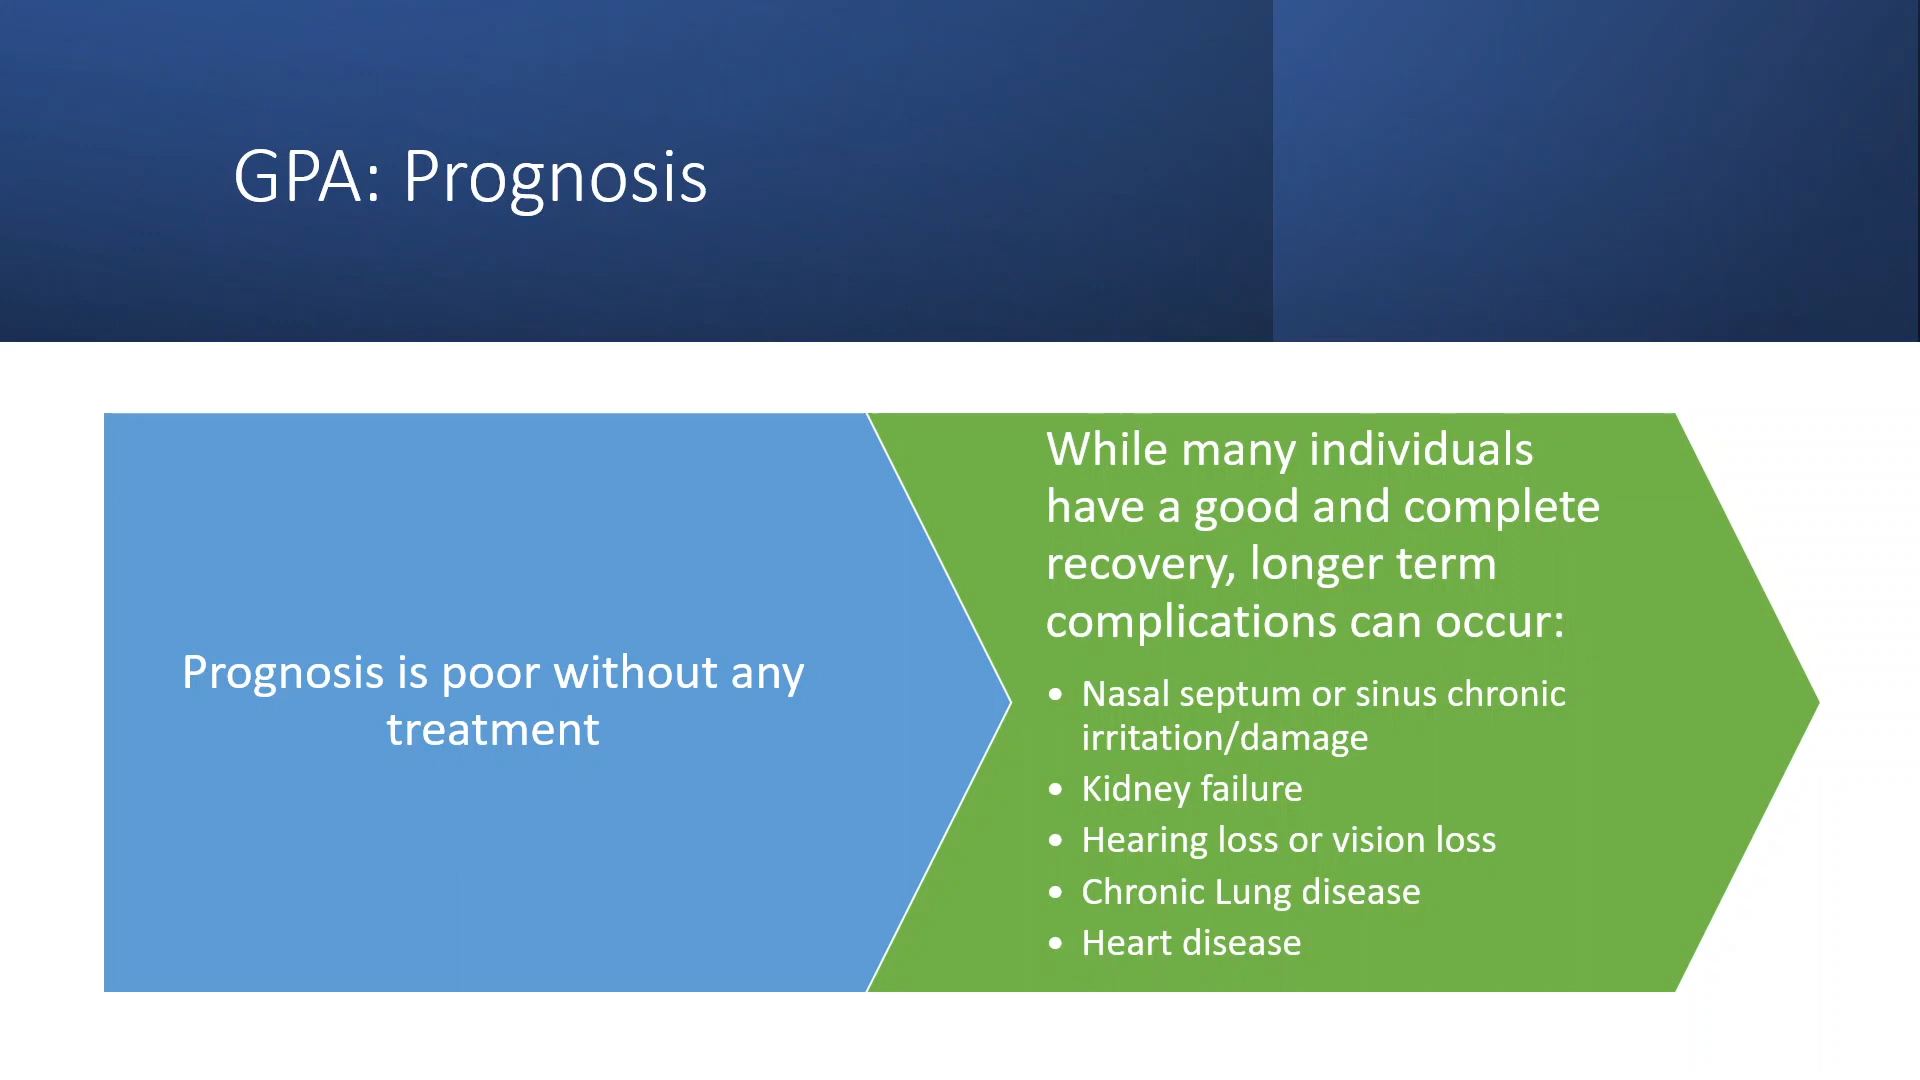 GPA: Prognosis
Prognosis is poor without any
treatment
While many individuals
have a good and complete
recovery, longer term
complications can occur:
• Nasal septum or sinus chronic
irritation/damage
• Kidney failure
• Hearing loss or vision loss
• Chronic Lung disease
• Heart disease